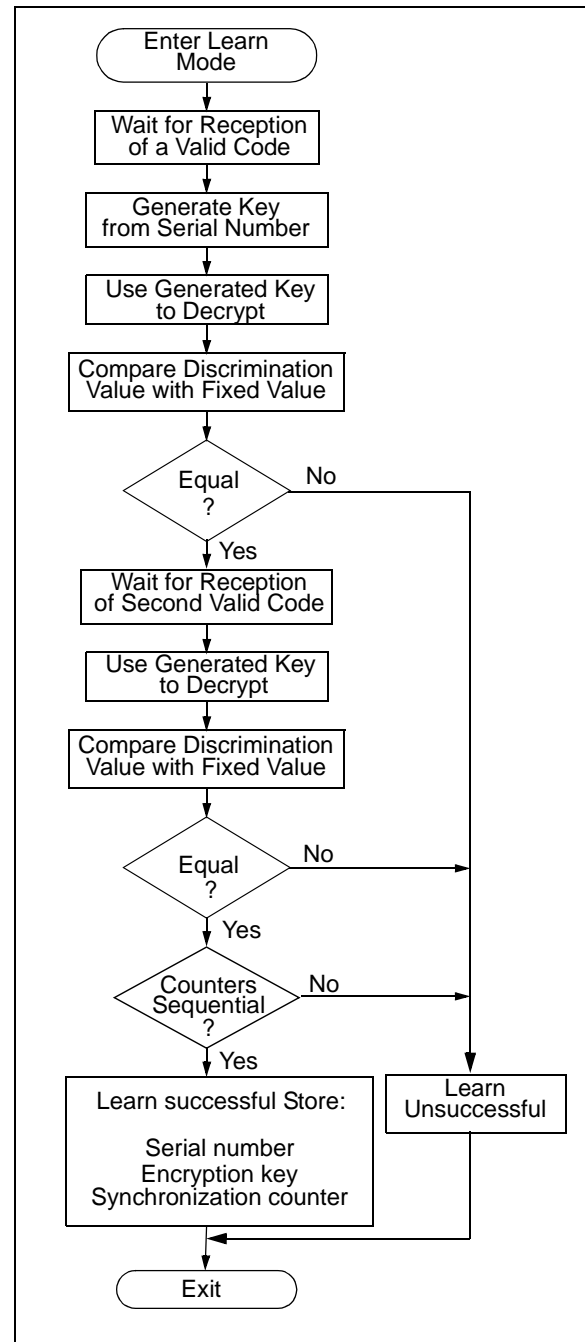 Enter Learn
Mode
Wait for Reception
of a Valid Code
Generate Key
from Serial Number
Use Generated Key
to Decrypt
Compare Discrimination
Value with Fixed Value
Equal
?
No
Yes
Wait for Reception
of Second Valid Code
Use Generated Key
to Decrypt
Compare Discrimination
Value with Fixed Value
Equal
?
No
Yes
Counters
Sequential
?
No
Yes
Learn successful Store:
Serial number
Encryption key
Synchronization counter
Learn
Unsuccessful
Exit